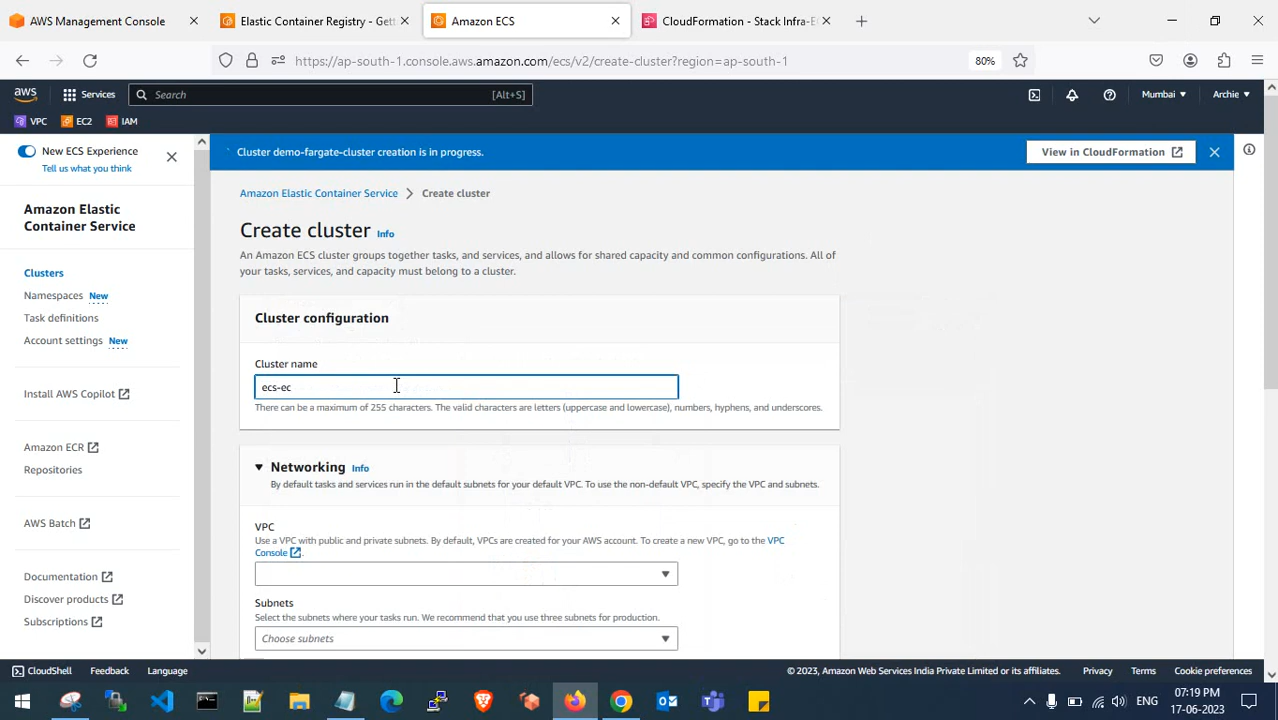 AWS Management Console
Elastic Container Registry - Get
Amazon ECS
CloudFormation - Stack Infra-E
https://ap-south-1.console.aws.amazon.com/ecs/v2/create-cluster?region=ap-south-1
80%
aws
Services
Search
[Alt+S]
Mumbai
Archie
VPC
EC2
IAM
New ECS Experience
Tell us what you think
Amazon Elastic
Container Service
Clusters
Namespaces New
Task definitions
Account settings New
Install AWS Copilot
Amazon ECR
Repositories
AWS Batch
Documentation
Discover products
Subscriptions
Cluster demo-fargate-cluster creation is in progress.
View in CloudFormation
Amazon Elastic Container Service
Create cluster
Create cluster Info
An Amazon ECS cluster groups together tasks, and services, and allows for shared capacity and common configurations. All of
your tasks, services, and capacity must belong to a cluster.
Cluster configuration
Cluster name
ecs-ec
There can be a maximum of 255 characters. The valid characters are letters (uppercase and lowercase), numbers, hyphens, and underscores.
Networking Info
By default tasks and services run in the default subnets for your default VPC. To use the non-default VPC, specify the VPC and subnets.
VPC
Use a VPC with public and private subnets. By default, VPCs are created for your AWS account. To create a new VPC, go to the VPC
Console.
Subnets
Select the subnets where your tasks run. We recommend that you use three subnets for production.
Choose subnets
CloudShell
Feedback
Language
© 2023, Amazon Web Services India Private Limited or its affiliates.
Privacy
Terms
Cookie preferences
ENG
07:19 PM
17-06-2023